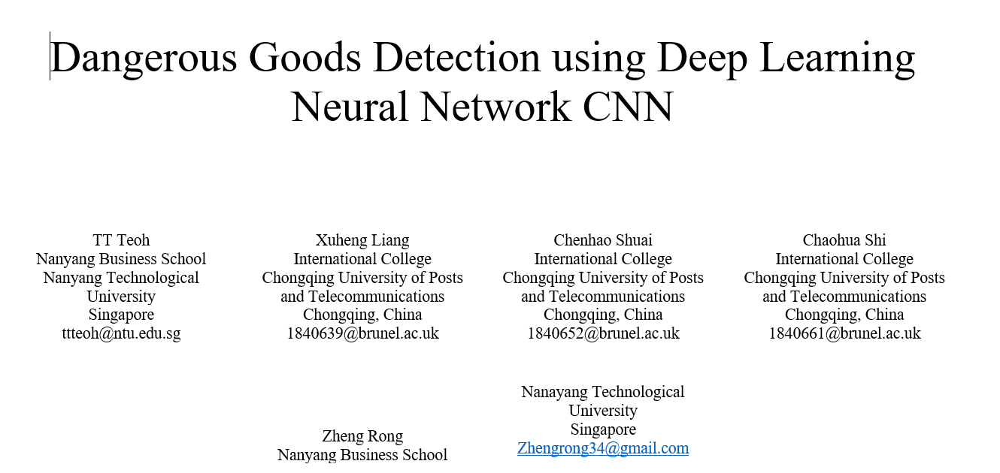 Dangerous Goods Detection using Deep Learning
Neural Network CNN
TT Teoh
Nanyang Business School
Nanyang Technological
University
Singapore
ttteoh@ntu.edu.sg
Xuheng Liang
International College
Chongqing University of Posts
and Telecommunications
Chongqing, China
1840639@brunel.ac.uk
Chenhao Shuai
International College
Chongqing University of Posts
and Telecommunications
Chongqing, China
1840652@brunel.ac.uk
Chaohua Shi
International College
Chongqing University of Posts
and Telecommunications
Chongqing, China
1840661@brunel.ac.uk
Zheng Rong
Nanyang Business School
Nanayang Technological
University
Singapore
Zhengrong34@gmail.com